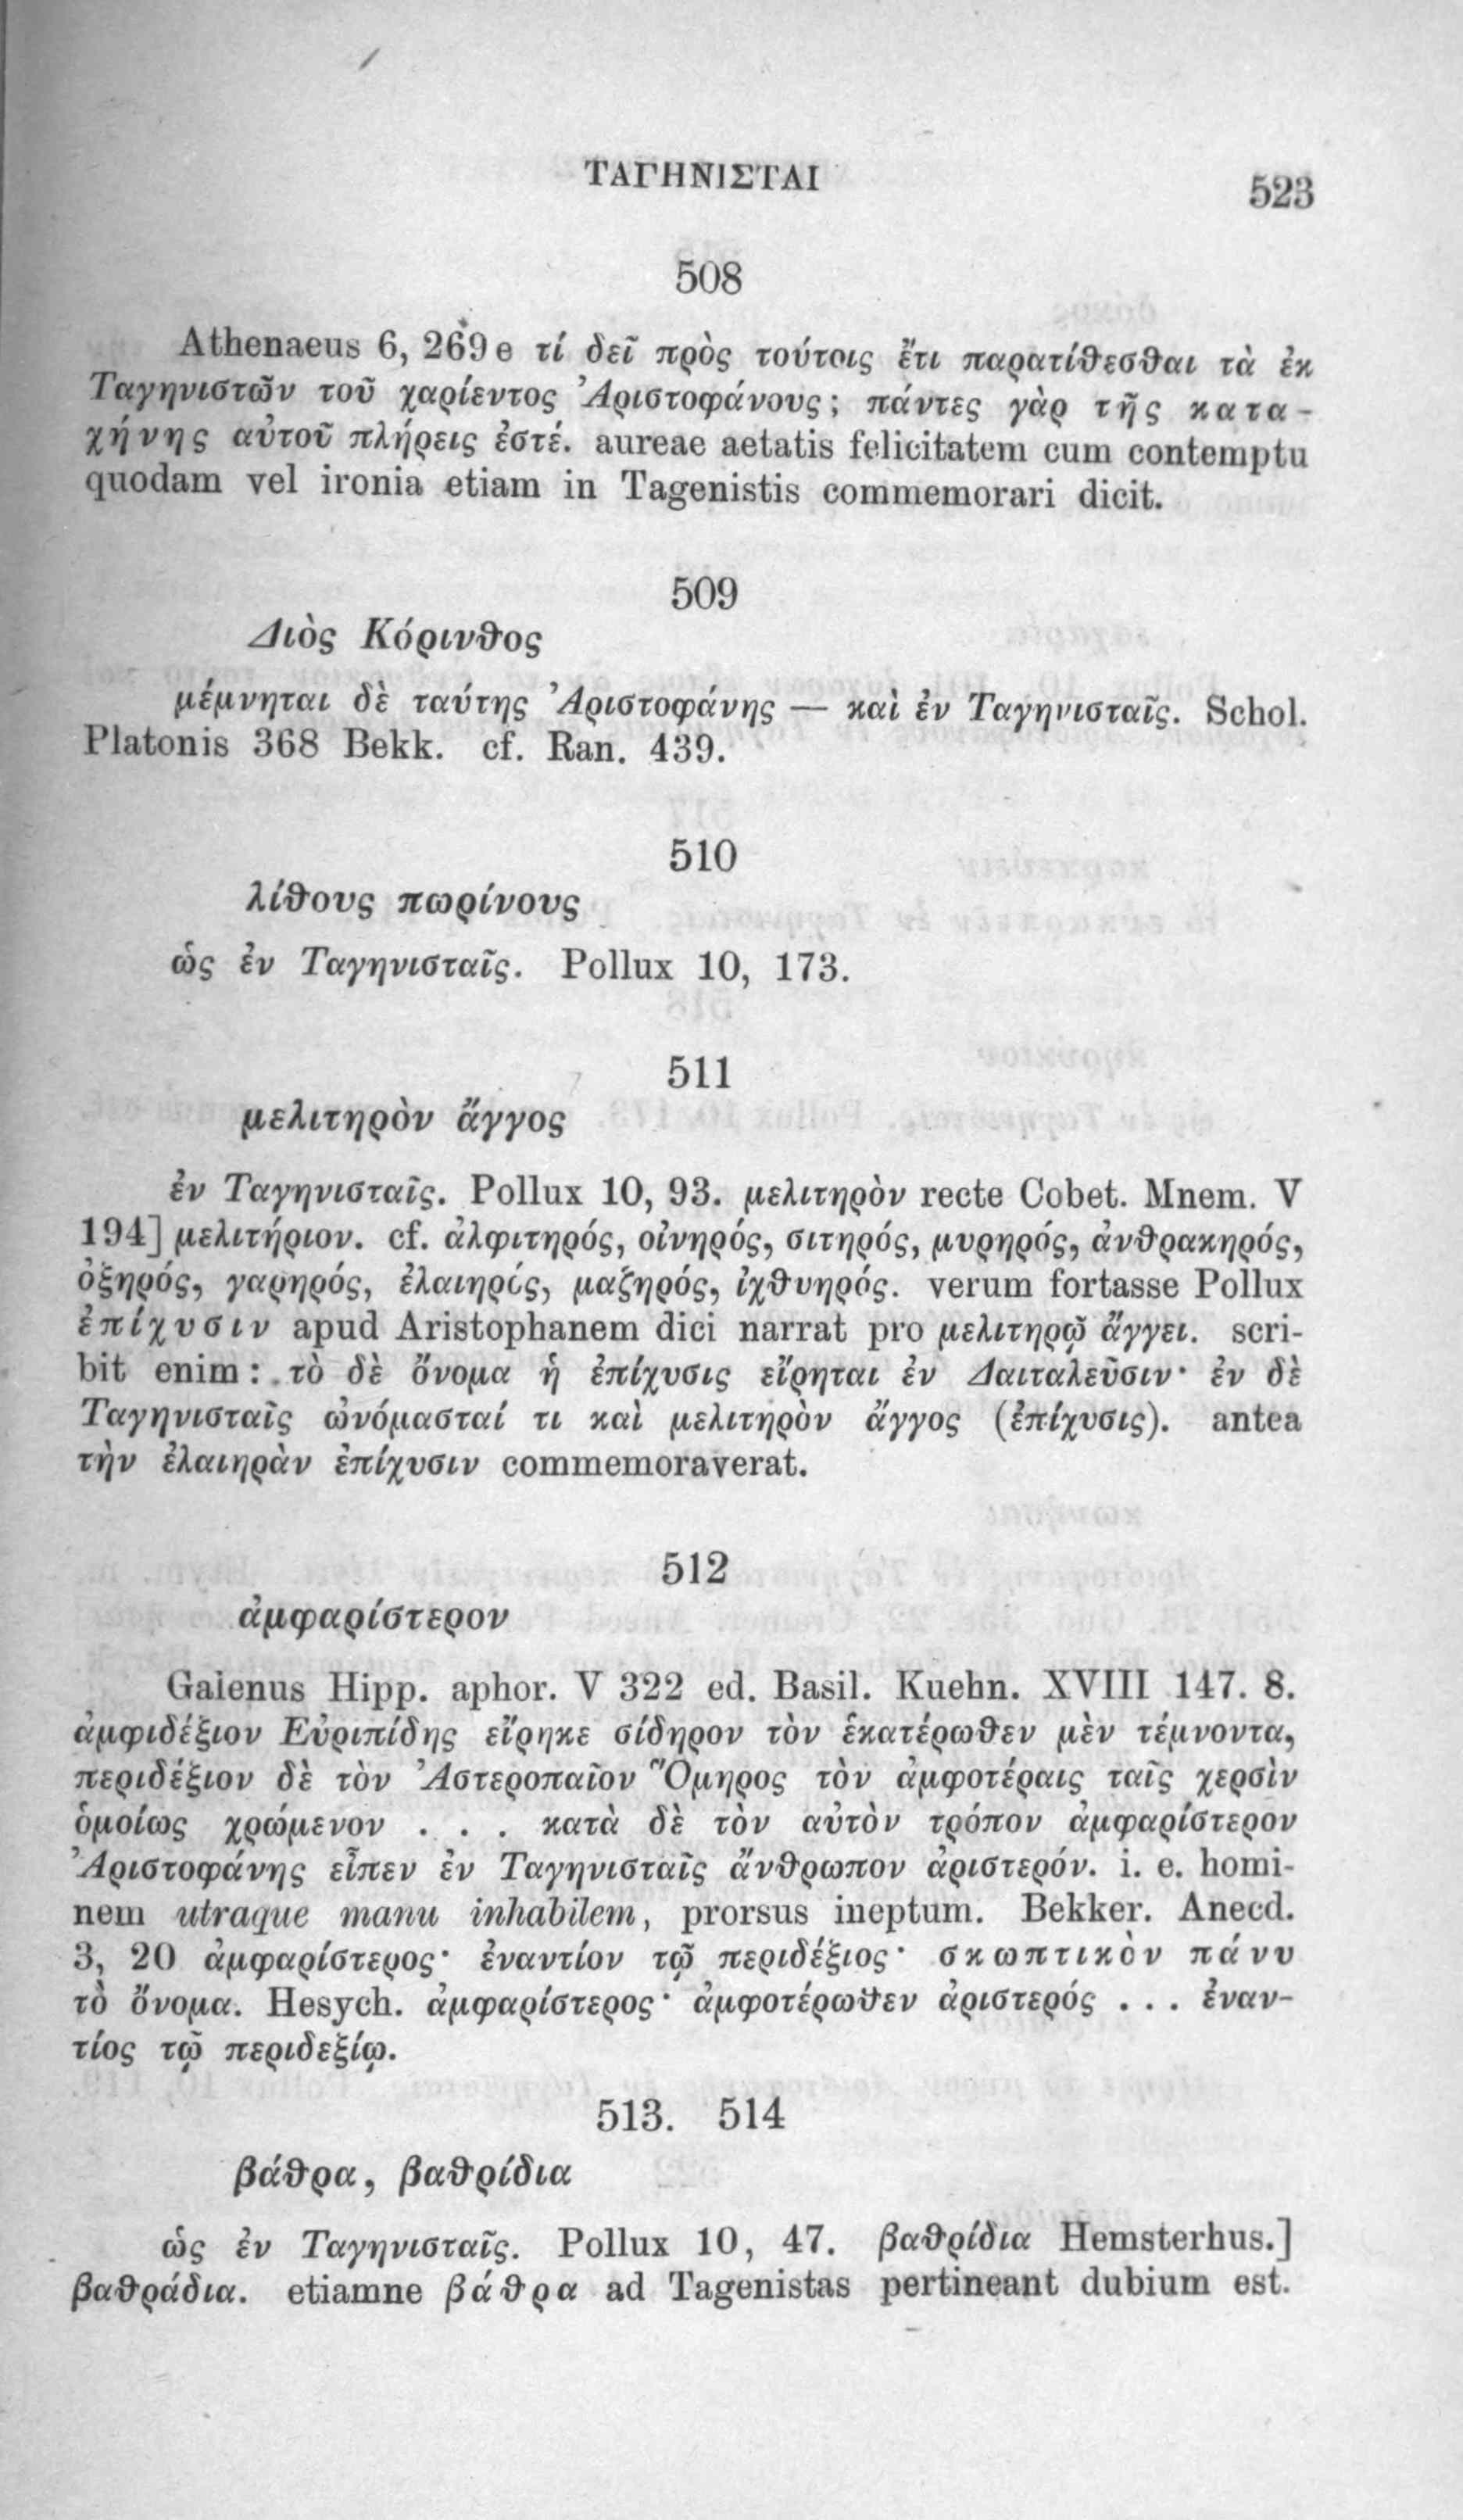 ΤΑΓΗΝΙΣΤΑΙ
523
508
Athenaeus 6, 269e τί δεῖ πρὸς τούτοις ἔτι παρατίθεσθαι τὰ ἐκ
Ταγηνιστῶν τοῦ χαρίεντος Ἀριστοφάνους; πάντες γὰρ τῆς κατα-
χήνης αὐτοῦ πλήρεις ἐστέ. aureae aetatis felicitatem cum contemptu
quodam vel ironia etiam in Tagenistis commemorari dicit.
509
Διὸς Κόρινθος
μέμνηται δὲ ταύτης Ἀριστοφάνης — καὶ ἐν Ταγηνισταῖς. Schol.
Platonis 368 Bekk. cf. Ran. 439.
510
λίθους πωρίνους
ὡς ἐν Ταγηνισταῖς. Pollux 10, 173.
511
μελιτηρὸν ἄγγος
ἐν Ταγηνισταῖς. Pollux 10, 93. μελιτηρὸν recte Cobet. Mnem. V
194] μελιτήριον. cf. ἀλφιτηρός, οἰνηρός, σιτηρός, μυρηρός, ἀνθρακηρός,
ὀξηρός, γαρηρός, ἐλαιηρός, μαζηρός, ἰχθυηρός. verum fortasse Pollux
ἐπίχυσιν apud Aristophanem dici narrat pro μελιτηρῷ ἄγγει. scri-
bit enim: τὸ δὲ ὄνομα ἡ ἐπίχυσις εἴρηται ἐν Δαιταλεῦσιν· ἐν δὲ
Ταγηνισταῖς ὠνόμασταί τι καὶ μελιτηρὸν ἄγγος (ἐπίχυσις). antea
τὴν ἐλαιηρὰν ἐπίχυσιν commemoraverat.
512
ἀμφαρίστερον
Galenus Hipp. aphor. V 322 ed. Basil. Kuehn. XVIII 147. 8.
ἀμφιδέξιον Εὐριπίδης εἴρηκε σίδηρον τὸν ἑκατέρωθεν μὲν τέμνοντα,
περιδέξιον δὲ τὸν Ἀστεροπαῖον Ὅμηρος τὸν ἀμφοτέραις ταῖς χερσὶν
ὁμοίως χρώμενον . . . κατὰ δὲ τὸν αὐτὸν τρόπον ἀμφαρίστερον
Ἀριστοφάνης εἶπεν ἐν Ταγηνισταῖς ἄνθρωπον ἀριστερόν. i. e. homi-
nem utraque manu inhabilem, prorsus ineptum. Bekker. Anecd.
3, 20 ἀμφαρίστερος· ἐναντίον τῷ περιδέξιος· σκωπτικὸν πάνυ
τὸ ὄνομα. Hesych. ἀμφαρίστερος· ἀμφοτέρωθεν ἀριστερός . . . ἐναν-
τίος τῷ περιδεξίῳ.
513. 514
βάθρα, βαθρίδια
ὡς ἐν Ταγηνισταῖς. Pollux 10, 47. βαθρίδια Hemsterhus.]
βαθράδια. etiamne βάθρα ad Tagenistas pertineant dubium est.